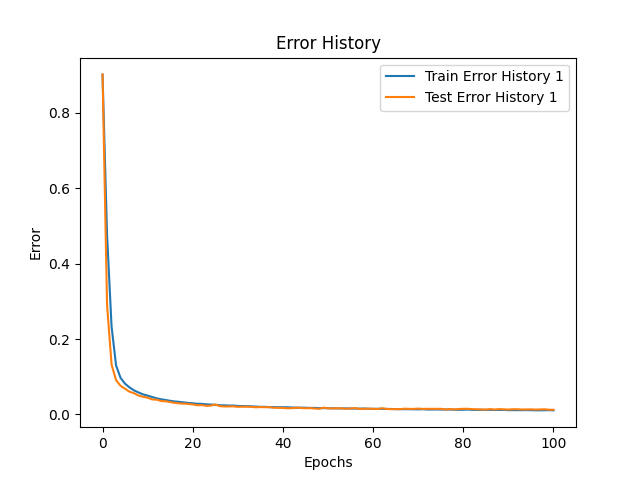 Error History
Train Error History 1
Test Error History 1
0.8
0.6
0.4
0.2
0.0
Error
0 20 40 60 80 100
Epochs